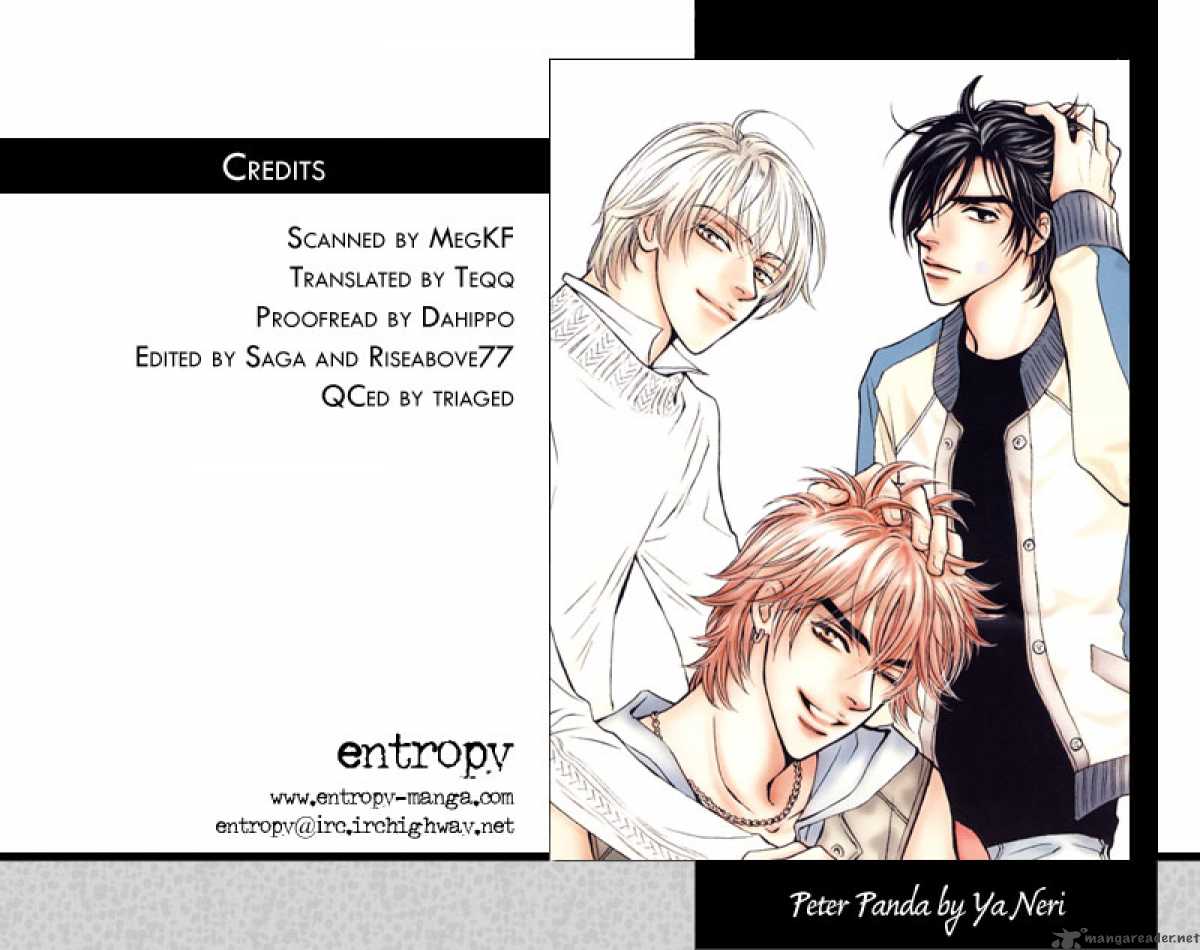 CREDITS
SCANNED BY MEGKF
TRANSLATED BY TEQQ
PROOFREAD BY DAHIPPO
EDITED BY SAGA AND RISEABOVE77
QCED BY TRIAGED
entropy
www.entropy-manga.com
entropy@irc.irchighway.net
Peter Panda by Ya Neri
mangareader.net